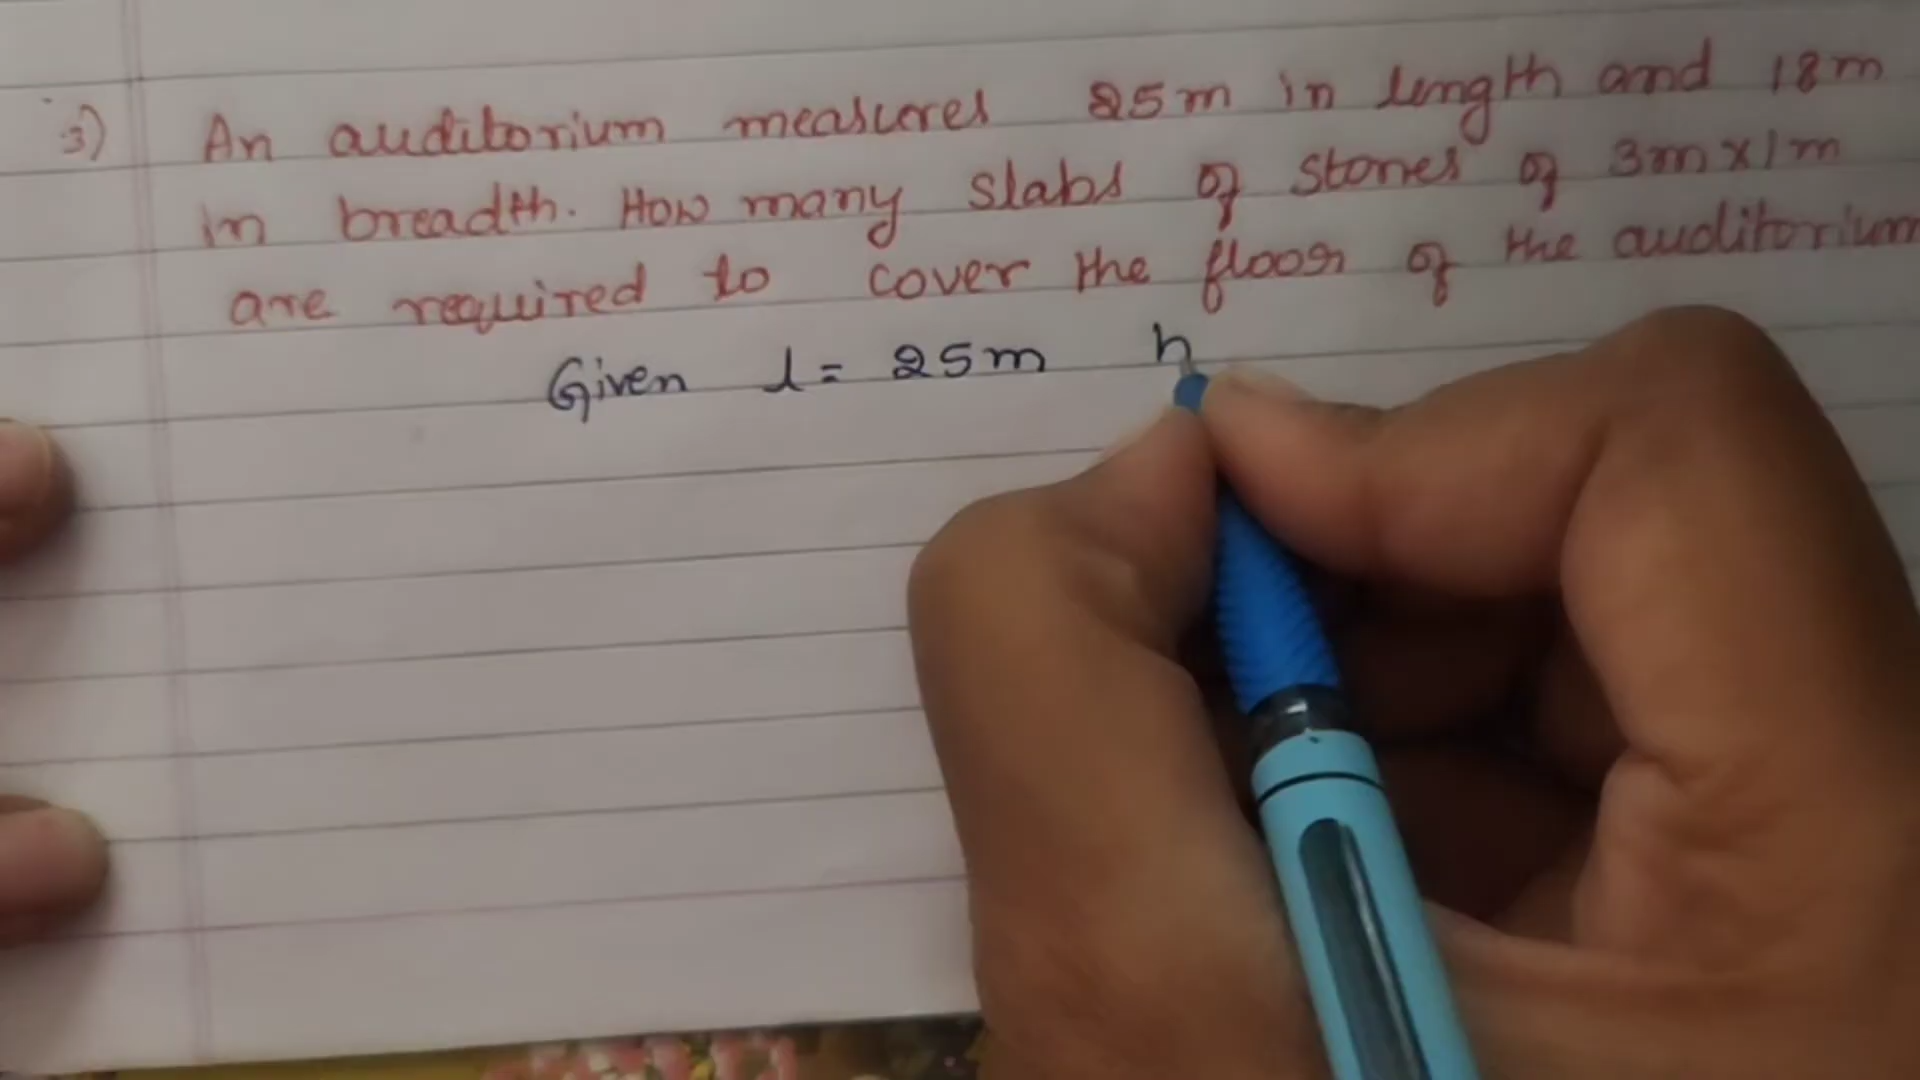 3) An auditorium measures 25m in length and 18m
in breadth. How many slabs of stones of 3m x 1m
are required to cover the floor of the auditorium
Given l = 25m h